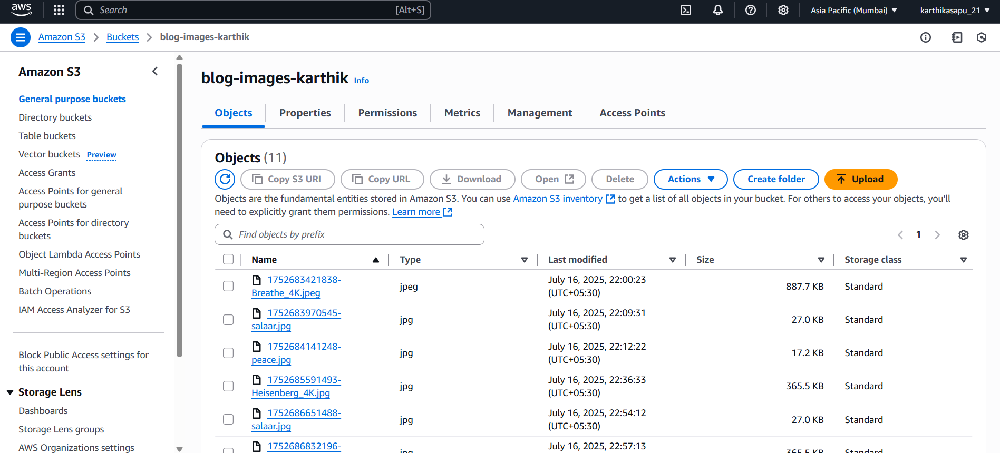 aws
Search [Alt+S]
Asia Pacific (Mumbai)
karthikasapu_21
Amazon S3
Buckets
blog-images-karthik
Amazon S3
General purpose buckets
Directory buckets
Table buckets
Vector buckets Preview
Access Grants
Access Points for general
purpose buckets
Access Points for directory
buckets
Object Lambda Access Points
Multi-Region Access Points
Batch Operations
IAM Access Analyzer for S3
Block Public Access settings for
this account
Storage Lens
Dashboards
Storage Lens groups
AWS Organizations settings
blog-images-karthik Info
Objects
Properties
Permissions
Metrics
Management
Access Points
Objects (11)
Copy S3 URI
Copy URL
Download
Open
Delete
Actions
Create folder
Upload
Objects are the fundamental entities stored in Amazon S3. You can use Amazon S3 inventory to get a list of all objects in your bucket. For others to access your objects, you'll
need to explicitly grant them permissions. Learn more
Find objects by prefix
1
Name
Type
Last modified
Size
Storage class
1752683421838-
Breathe_4K.jpeg
jpeg
July 16, 2025, 22:00:23
(UTC+05:30)
887.7 KB
Standard
1752683970545-
salaar.jpg
jpg
July 16, 2025, 22:09:31
(UTC+05:30)
27.0 KB
Standard
1752684141248-
peace.jpg
jpg
July 16, 2025, 22:12:22
(UTC+05:30)
17.2 KB
Standard
1752685591493-
Heisenberg_4K.jpg
jpg
July 16, 2025, 22:36:33
(UTC+05:30)
365.5 KB
Standard
1752686651488-
salaar.jpg
jpg
July 16, 2025, 22:54:12
(UTC+05:30)
27.0 KB
Standard
1752686832196-
jpg
July 16, 2025, 22:57:13
365.5 KB
Standard